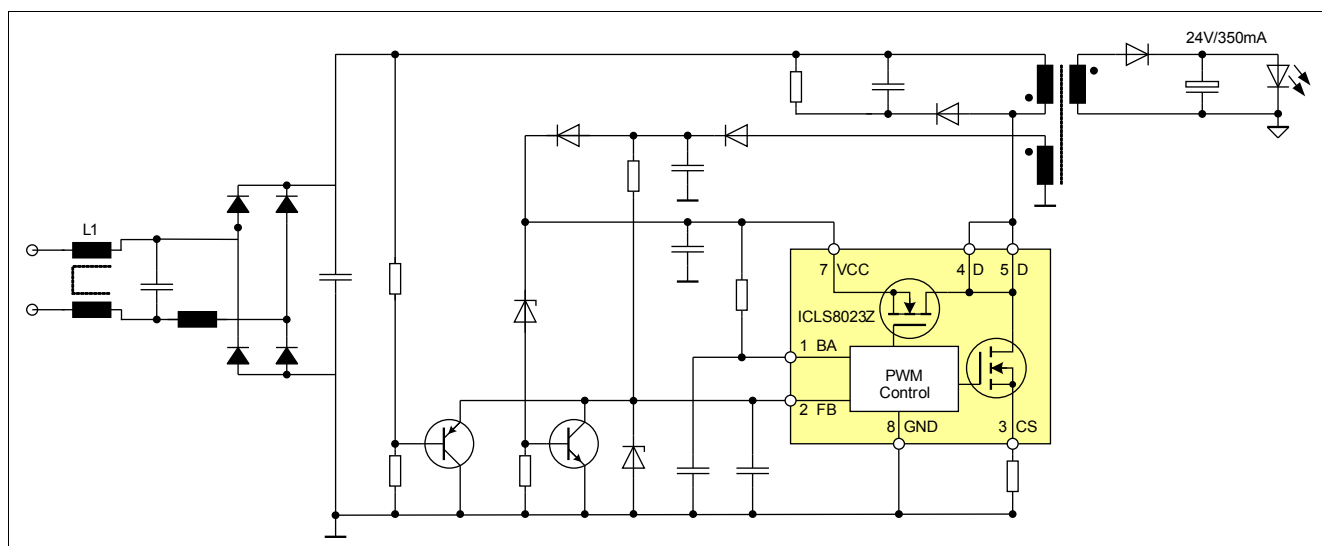 24V/350mA
L1
7 VCC
4 D
5 D
ICLS8023Z
1 BA
PWM
Control
2 FB
8 GND
3 CS